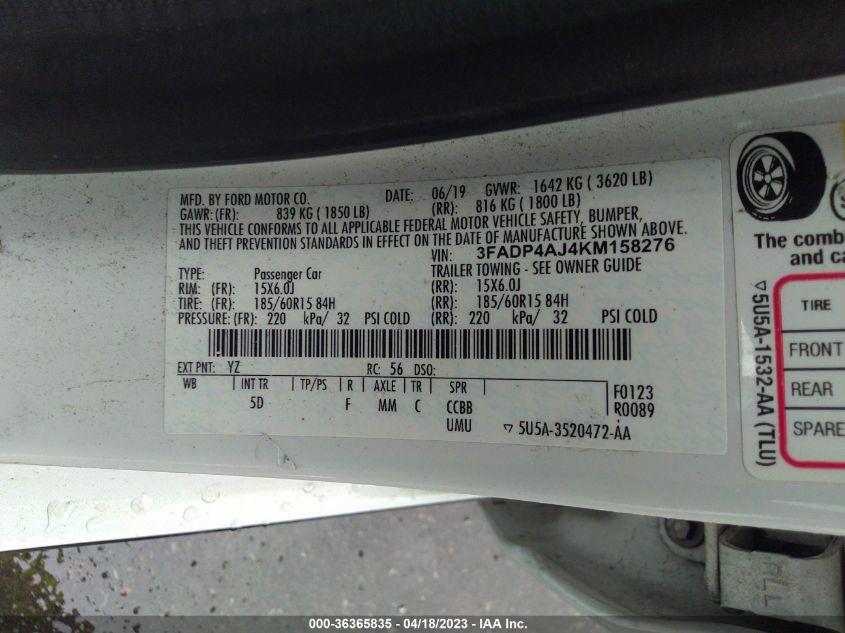 MFD. BY FORD MOTOR CO. DATE: 06/19 GVWR: 1642 KG ( 3620 LB)
GAWR: (FR): 839 KG ( 1850 LB) (RR): 816 KG ( 1800 LB)
THIS VEHICLE CONFORMS TO ALL APPLICABLE FEDERAL MOTOR VEHICLE SAFETY, BUMPER,
AND THEFT PREVENTION STANDARDS IN EFFECT ON THE DATE OF MANUFACTURE SHOWN ABOVE.
VIN: 3FADP4AJ4KM158276
TYPE: Passenger Car TRAILER TOWING - SEE OWNER GUIDE
RIM: (FR): 15X6.0J (RR): 15X6.0J
TIRE: (FR): 185/60R15 84H (RR): 185/60R15 84H
PRESSURE: (FR): 220 kPa/ 32 PSI COLD (RR): 220 kPa/ 32 PSI COLD
EXT PNT: YZ RC: 56 DSO:
WB INT TR TP/PS R AXLE TR SPR F0123
5D F MM C CCBB R0089
UMU ▽ 5U5A-3520472-AA
The comb
and ca
TIRE
FRONT
REAR
SPARE
▽5U5A-1532-AA (TLU)
000-36365835 - 04/18/2023 - IAA Inc.